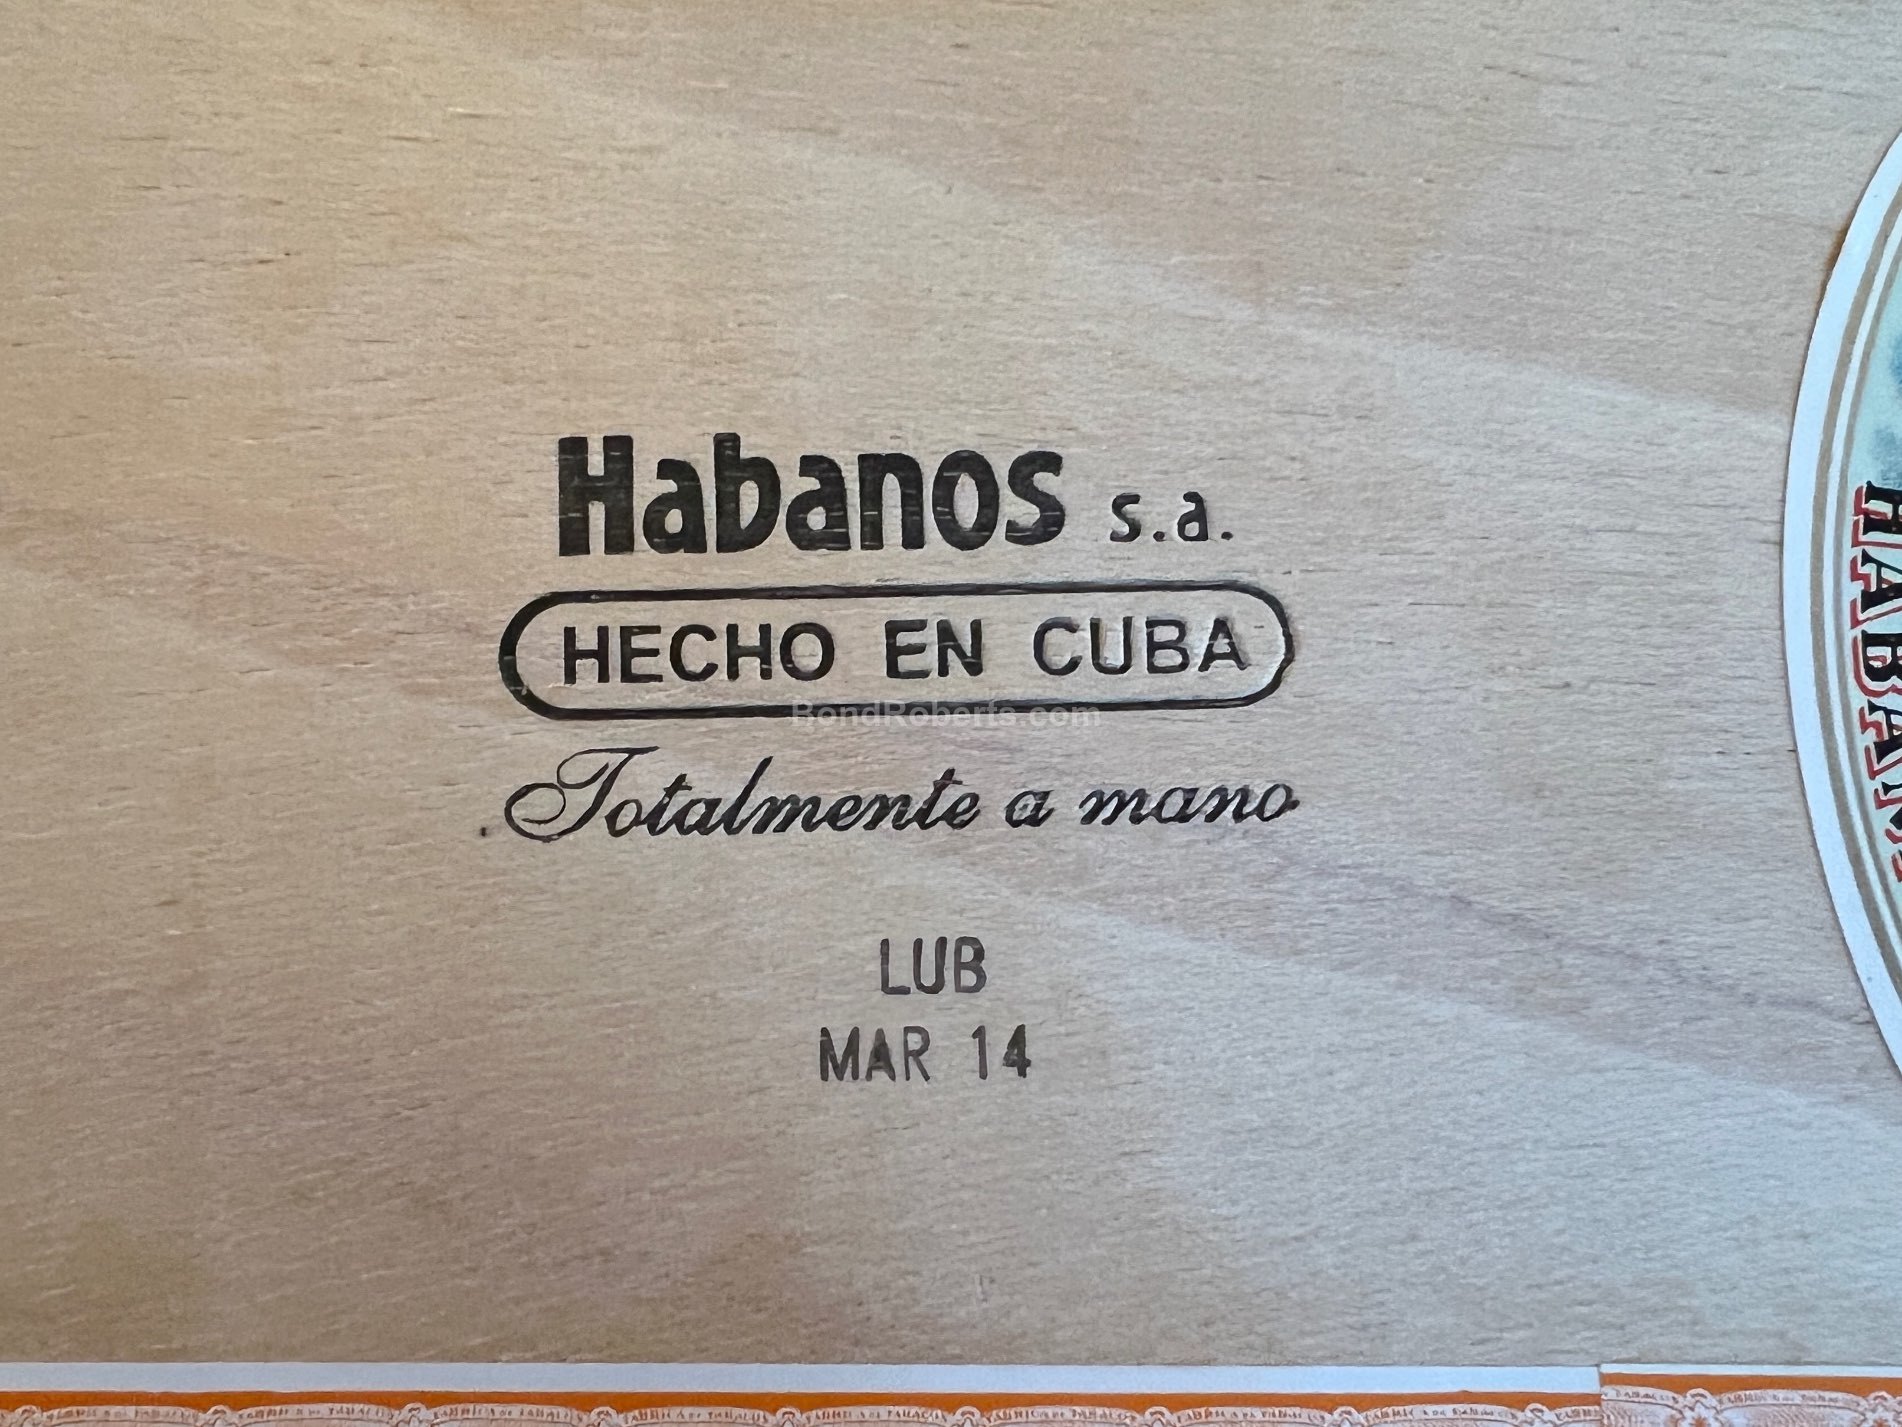 Habanos s.a.
HECHO EN CUBA
BondRoberts.com
Totalmente a mano
LUB
MAR 14